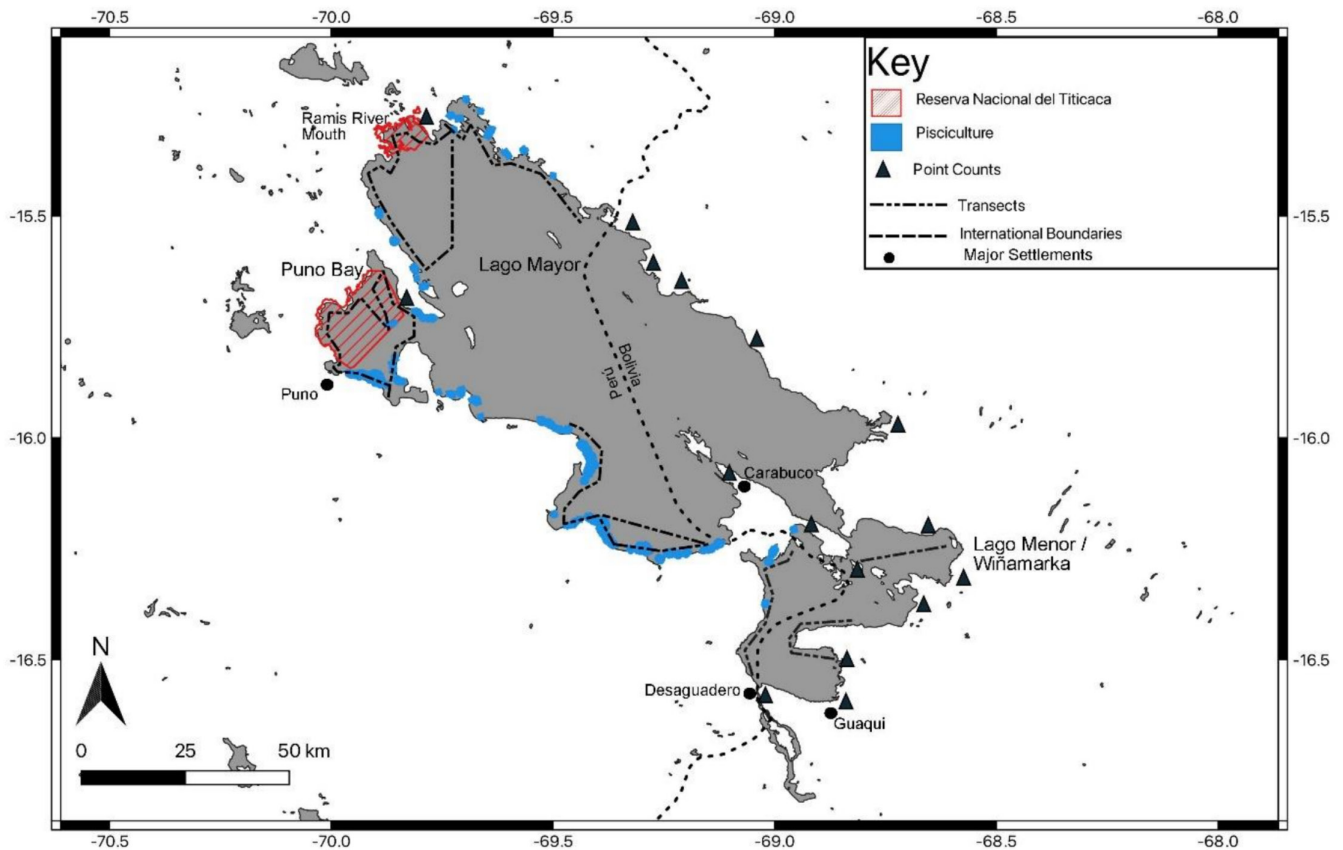 -70.5 -70.0 -69.5 -69.0 -68.5 -68.0
Key
Reserva Nacional del Titicaca
Pisciculture
Point Counts
Transects
International Boundaries
Major Settlements
Ramis River
Mouth
-15.5 -15.5
Puno Bay
Lago Mayor
Bolivia
Perú
Puno
-16.0 -16.0
Carabuco
Lago Menor /
Wiñamarka
N
-16.5 -16.5
Desaguadero
Guaqui
0 25 50 km
-70.5 -70.0 -69.5 -69.0 -68.5 -68.0